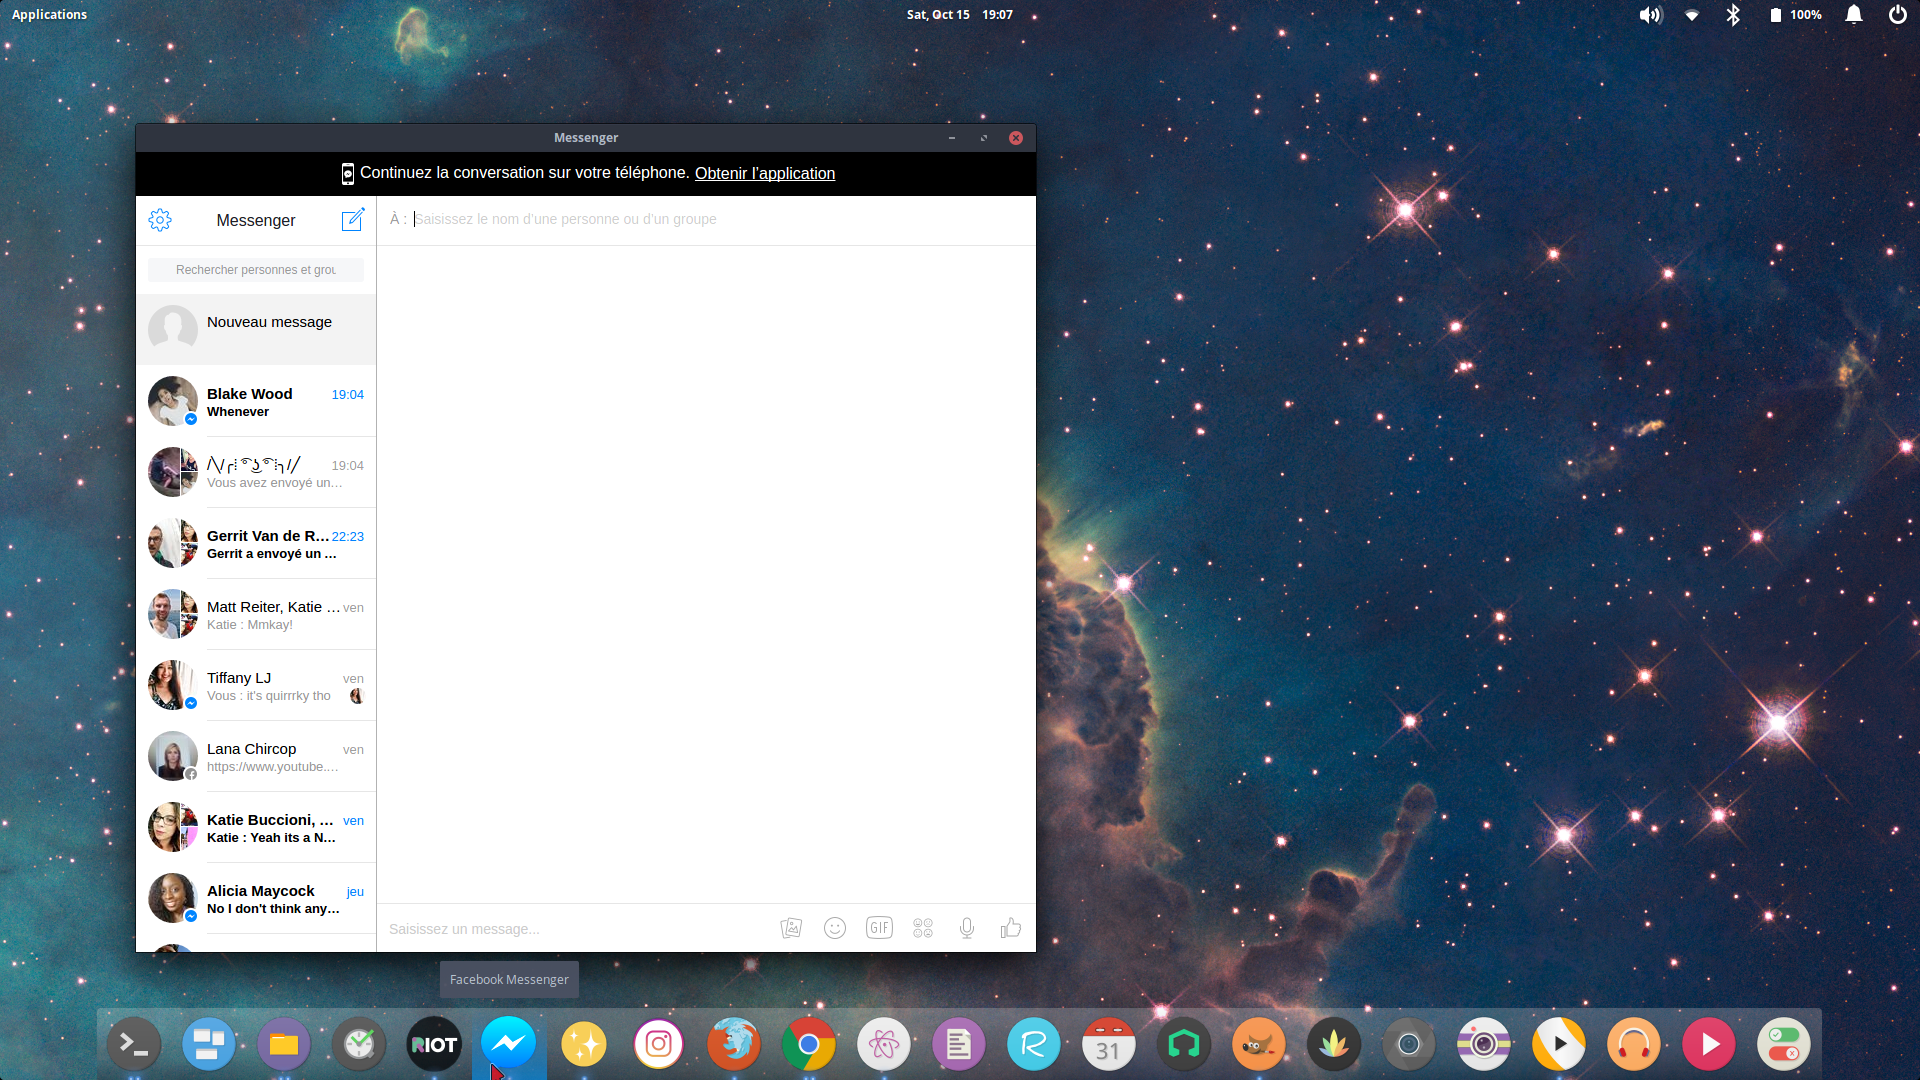 Applications
Sat, Oct 15 19:07
100%
Messenger
Continuez la conversation sur votre téléphone. Obtenir l'application
Messenger
À : Saisissez le nom d'une personne ou d'un groupe
Rechercher personnes et grou
Nouveau message
Blake Wood 19:04
Whenever
19:04
Vous avez envoyé un…
Gerrit Van de R… 22:23
Gerrit a envoyé un …
Matt Reiter, Katie … ven
Katie : Mmkay!
Tiffany LJ ven
Vous : it's quirrrky tho
Lana Chircop ven
https://www.youtube.…
Katie Buccioni, … ven
Katie : Yeah its a N…
Alicia Maycock jeu
No I don't think any…
Saisissez un message...
GIF
Facebook Messenger
RIOT
31